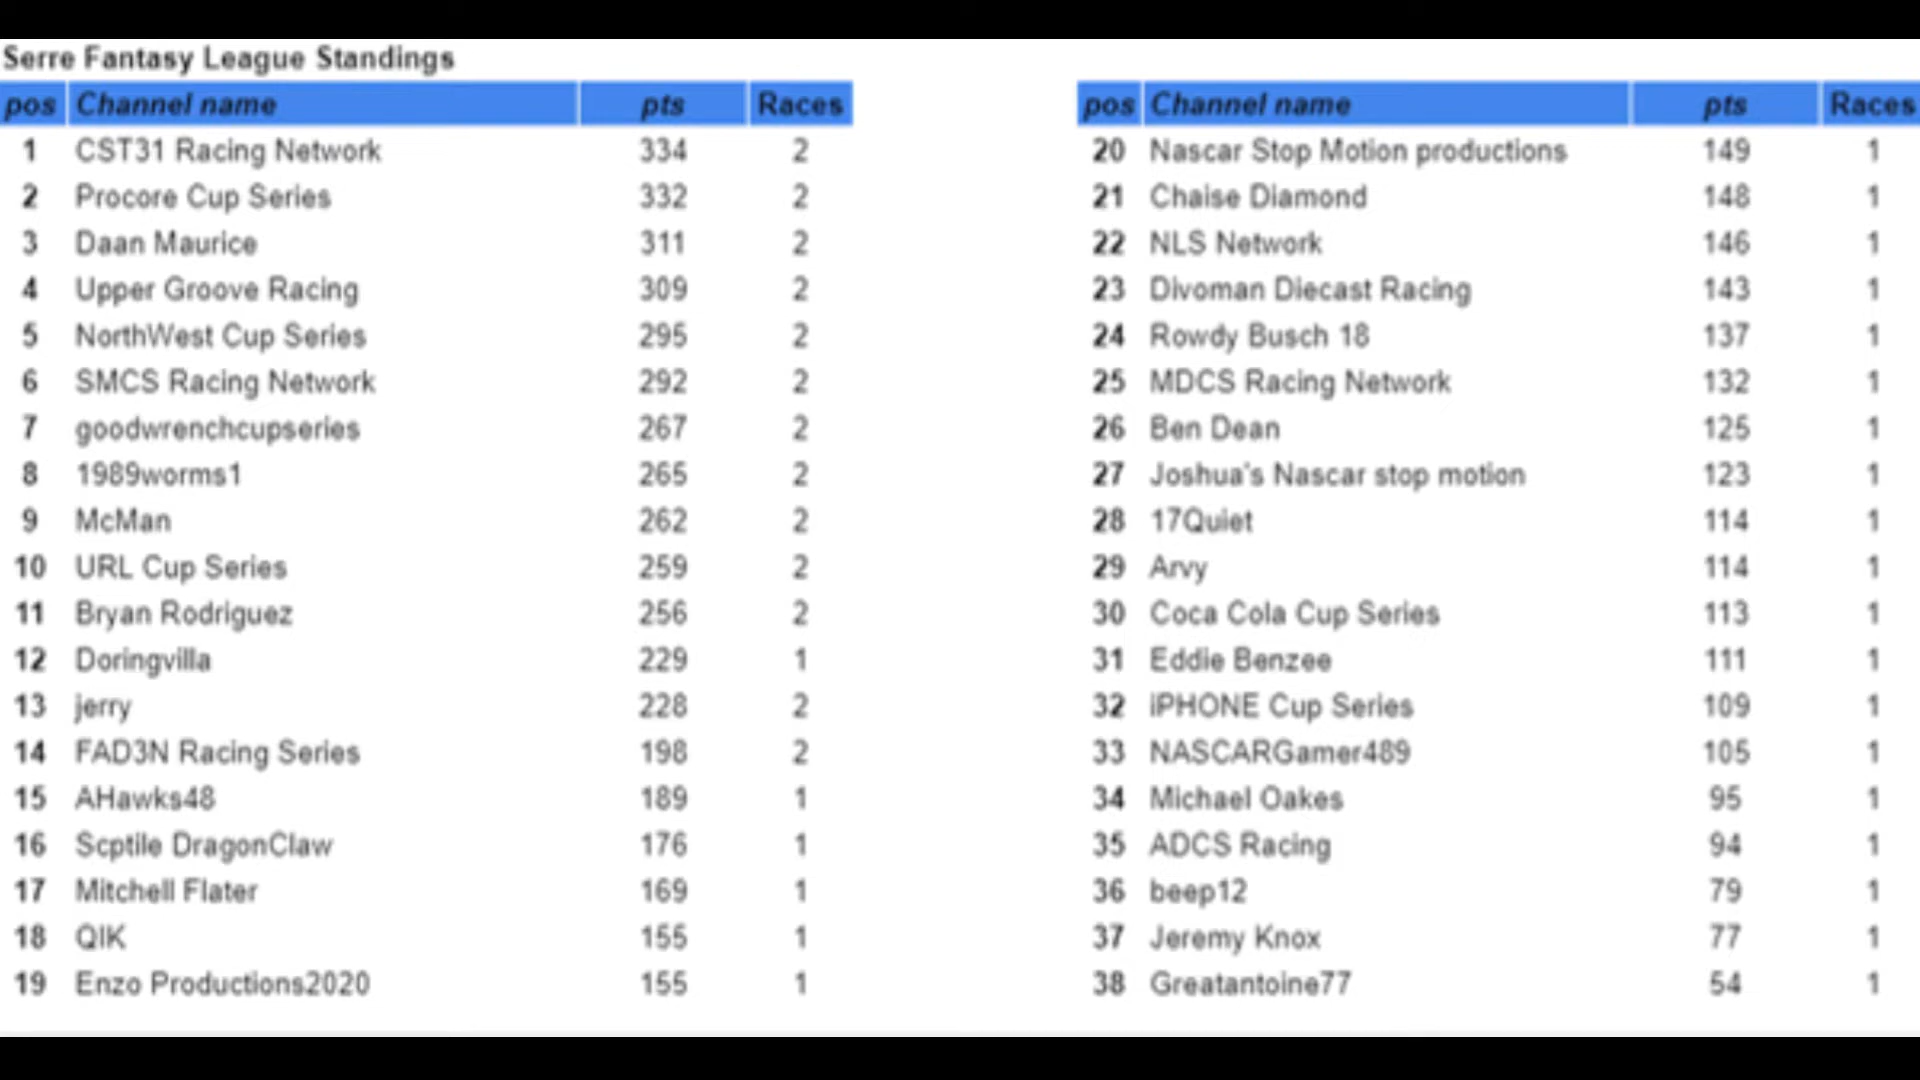 Serre Fantasy League Standings
pos Channel name pts Races
1 CST31 Racing Network 334 2
2 Procore Cup Series 332 2
3 Daan Maurice 311 2
4 Upper Groove Racing 309 2
5 NorthWest Cup Series 295 2
6 SMCS Racing Network 292 2
7 goodwrenchcupseries 267 2
8 1989worms1 265 2
9 McMan 262 2
10 URL Cup Series 259 2
11 Bryan Rodriguez 256 2
12 Doringvilla 229 1
13 jerry 228 2
14 FAD3N Racing Series 198 2
15 AHawks48 189 1
16 Scptile DragonClaw 176 1
17 Mitchell Flater 169 1
18 QIK 155 1
19 Enzo Productions2020 155 1
pos Channel name pts Races
20 Nascar Stop Motion productions 149 1
21 Chaise Diamond 148 1
22 NLS Network 146 1
23 Divoman Diecast Racing 143 1
24 Rowdy Busch 18 137 1
25 MDCS Racing Network 132 1
26 Ben Dean 125 1
27 Joshua's Nascar stop motion 123 1
28 17Quiet 114 1
29 Arvy 114 1
30 Coca Cola Cup Series 113 1
31 Eddie Benzee 111 1
32 iPHONE Cup Series 109 1
33 NASCARGamer489 105 1
34 Michael Oakes 95 1
35 ADCS Racing 94 1
36 beep12 79 1
37 Jeremy Knox 77 1
38 Greatantoine77 54 1